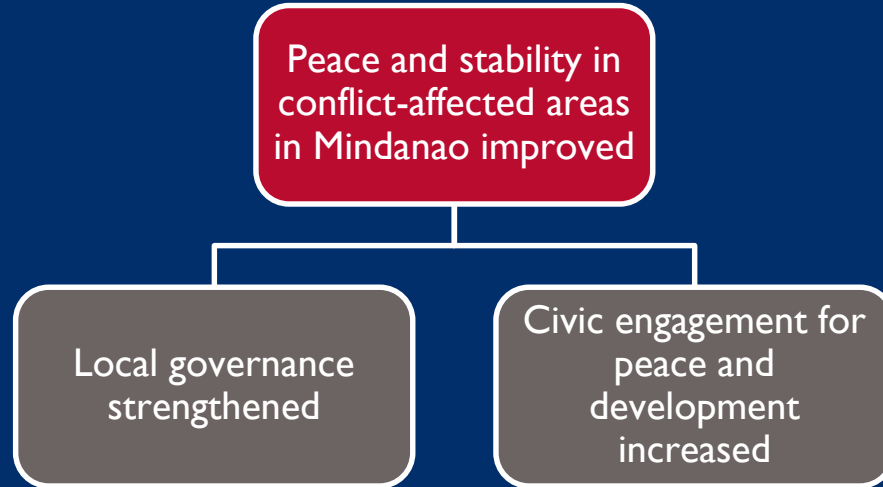 Peace and stability in
conflict-affected areas
in Mindanao improved
Local governance
strengthened
Civic engagement for
peace and
development
increased